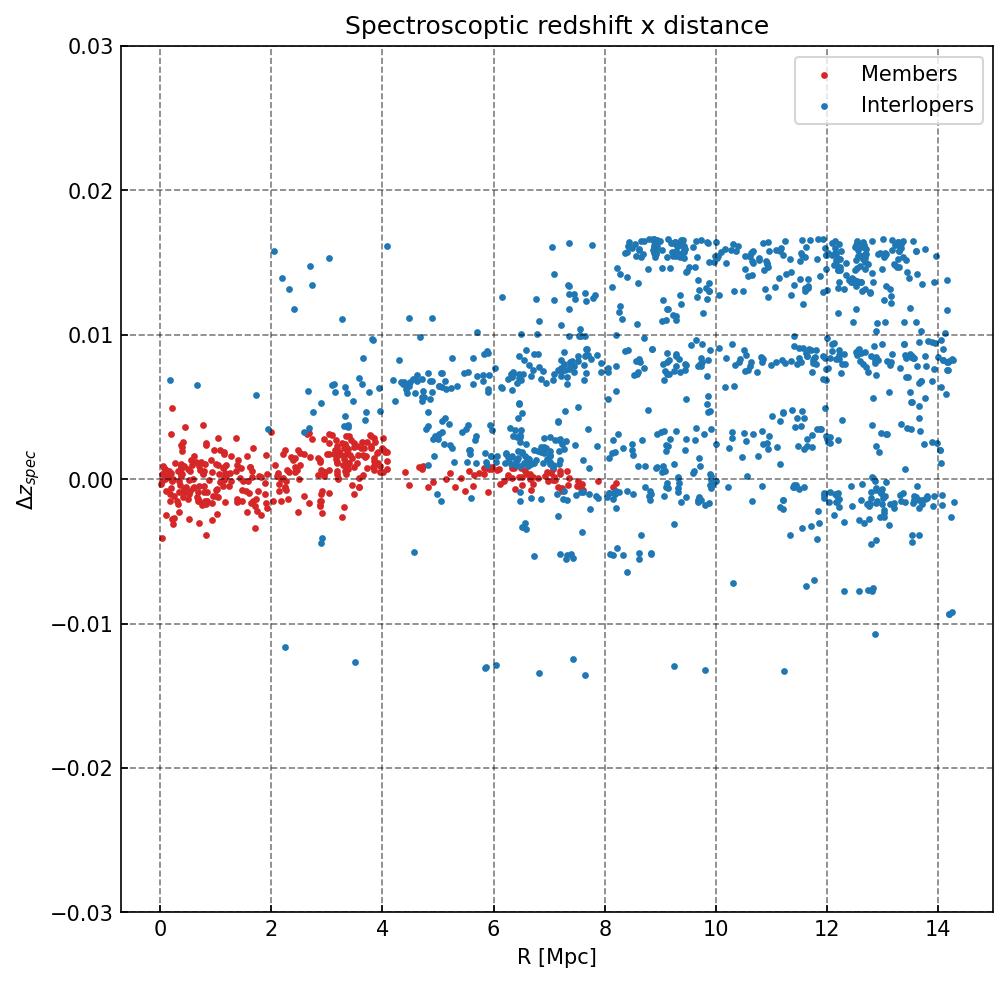 Spectroscoptic redshift x distance
0.03
0.02
0.01
0.00
−0.01
−0.02
−0.03
Δz_spec
Members
Interlopers
0 2 4 6 8 10 12 14
R [Mpc]